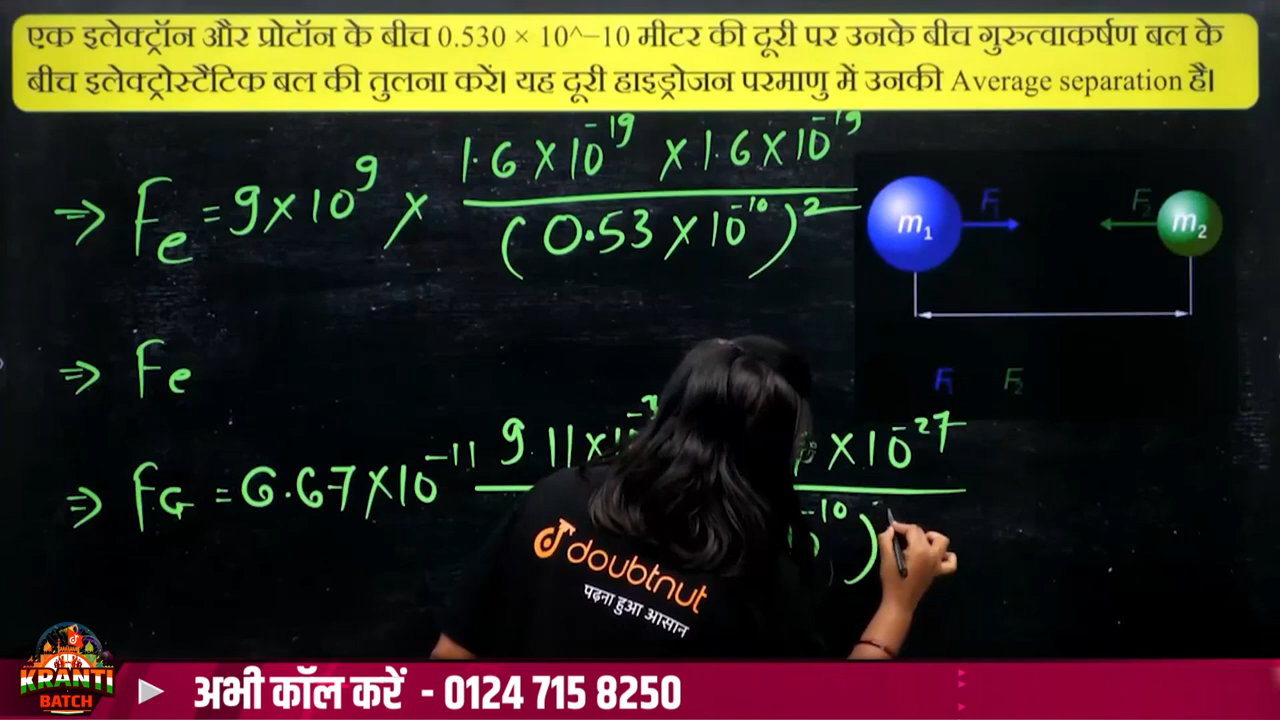 एक इलेक्ट्रॉन और प्रोटॉन के बीच 0.530 × 10^–10 मीटर की दूरी पर उनके बीच गुरुत्वाकर्षण बल के
बीच इलेक्ट्रोस्टैटिक बल की तुलना करें। यह दूरी हाइड्रोजन परमाणु में उनकी Average separation है।
1.6×10⁻¹⁹ ×1.6×10⁻¹⁹
⇒ Fe = 9×10⁹ ×
(0.53×10⁻¹⁰)²
m₁ F₁ F₂ m₂
⇒ Fe
F₁ F₂
9.11×10 ×10⁻²⁷
⇒ FG = 6.67×10⁻¹¹
⁻¹⁰)
doubtnut
पढ़ना हुआ आसान
KRANTI
BATCH
अभी कॉल करें - 0124 715 8250